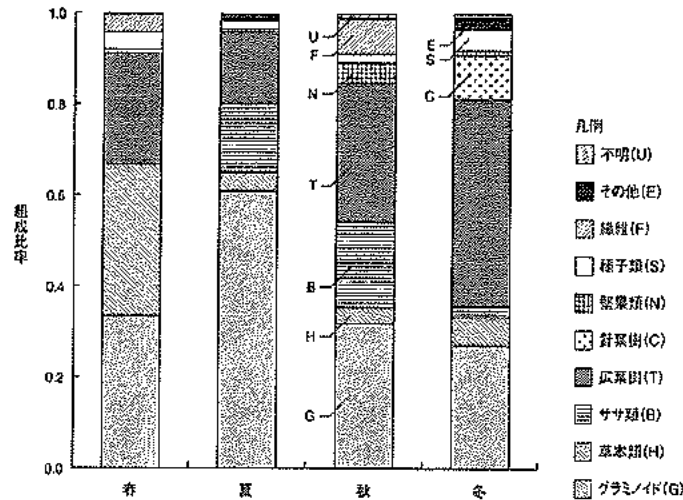 1.0
0.8
0.6
0.4
0.2
0.0
組成比率
U
F
N
T
B
H
G
E
S
C
春
夏
秋
冬
凡例
不明(U)
その他(E)
繊維(F)
種子類(S)
堅果類(N)
針葉樹(C)
広葉樹(T)
ササ類(B)
草本類(H)
グラミノイド(G)